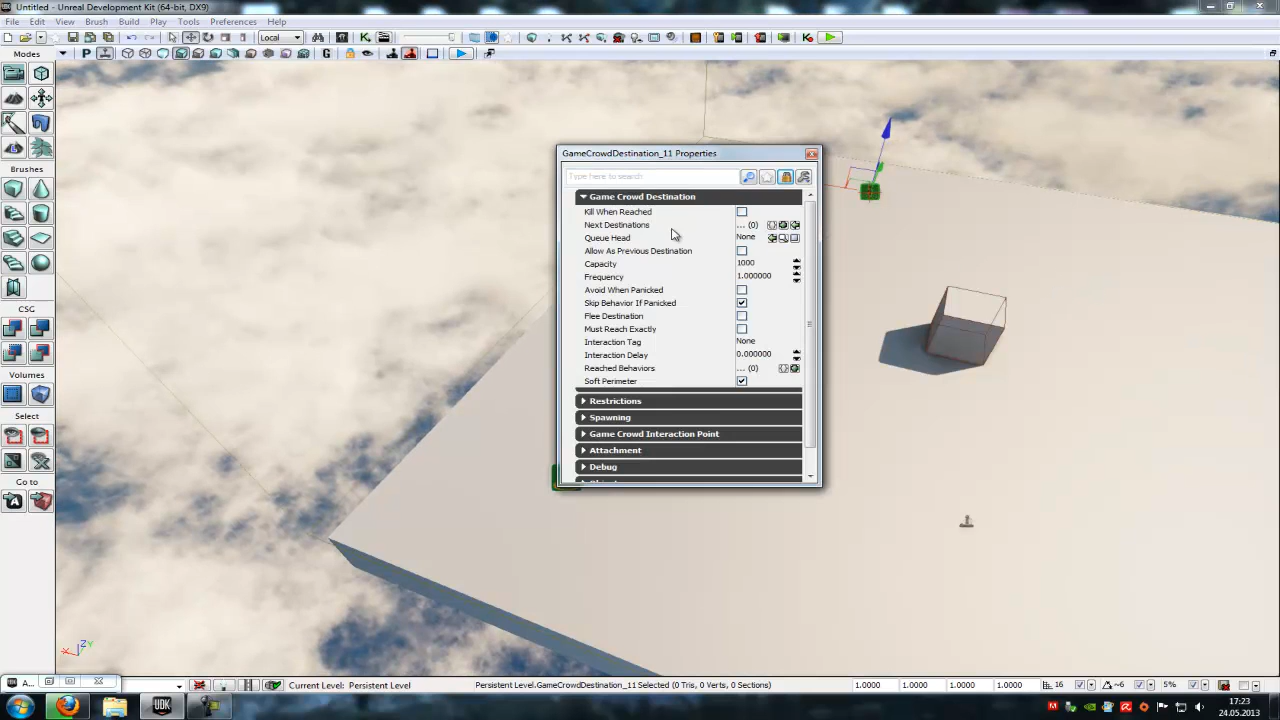 Untitled - Unreal Development Kit (64-bit, DX9)
File Edit View Brush Build Play Tools Preferences Help
Local
Modes
P
G
Brushes
CSG
Volumes
Select
Go to
GameCrowdDestination_11 Properties
Type here to search
Game Crowd Destination
Kill When Reached
Next Destinations ... (0)
Queue Head None
Allow As Previous Destination
Capacity 1000
Frequency 1.000000
Avoid When Panicked
Skip Behavior If Panicked
Flee Destination
Must Reach Exactly
Interaction Tag None
Interaction Delay 0.000000
Reached Behaviors ... (0)
Soft Perimeter
Restrictions
Spawning
Game Crowd Interaction Point
Attachment
Debug
Z Y
X
A...
Current Level: Persistent Level
Persistent Level.GameCrowdDestination_11 Selected (0 Tris, 0 Verts, 0 Sections)
1.0000 1.0000 1.0000 1.0000 16 ~6 5%
UDK
17:23
24.05.2013